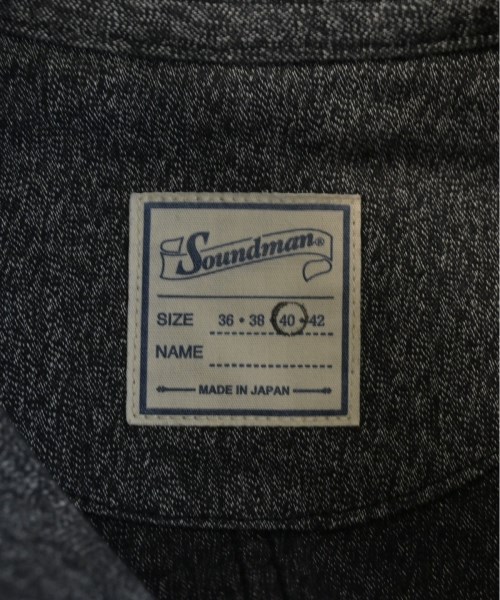 Soundman®
SIZE 36 • 38 • 40 • 42
NAME
MADE IN JAPAN